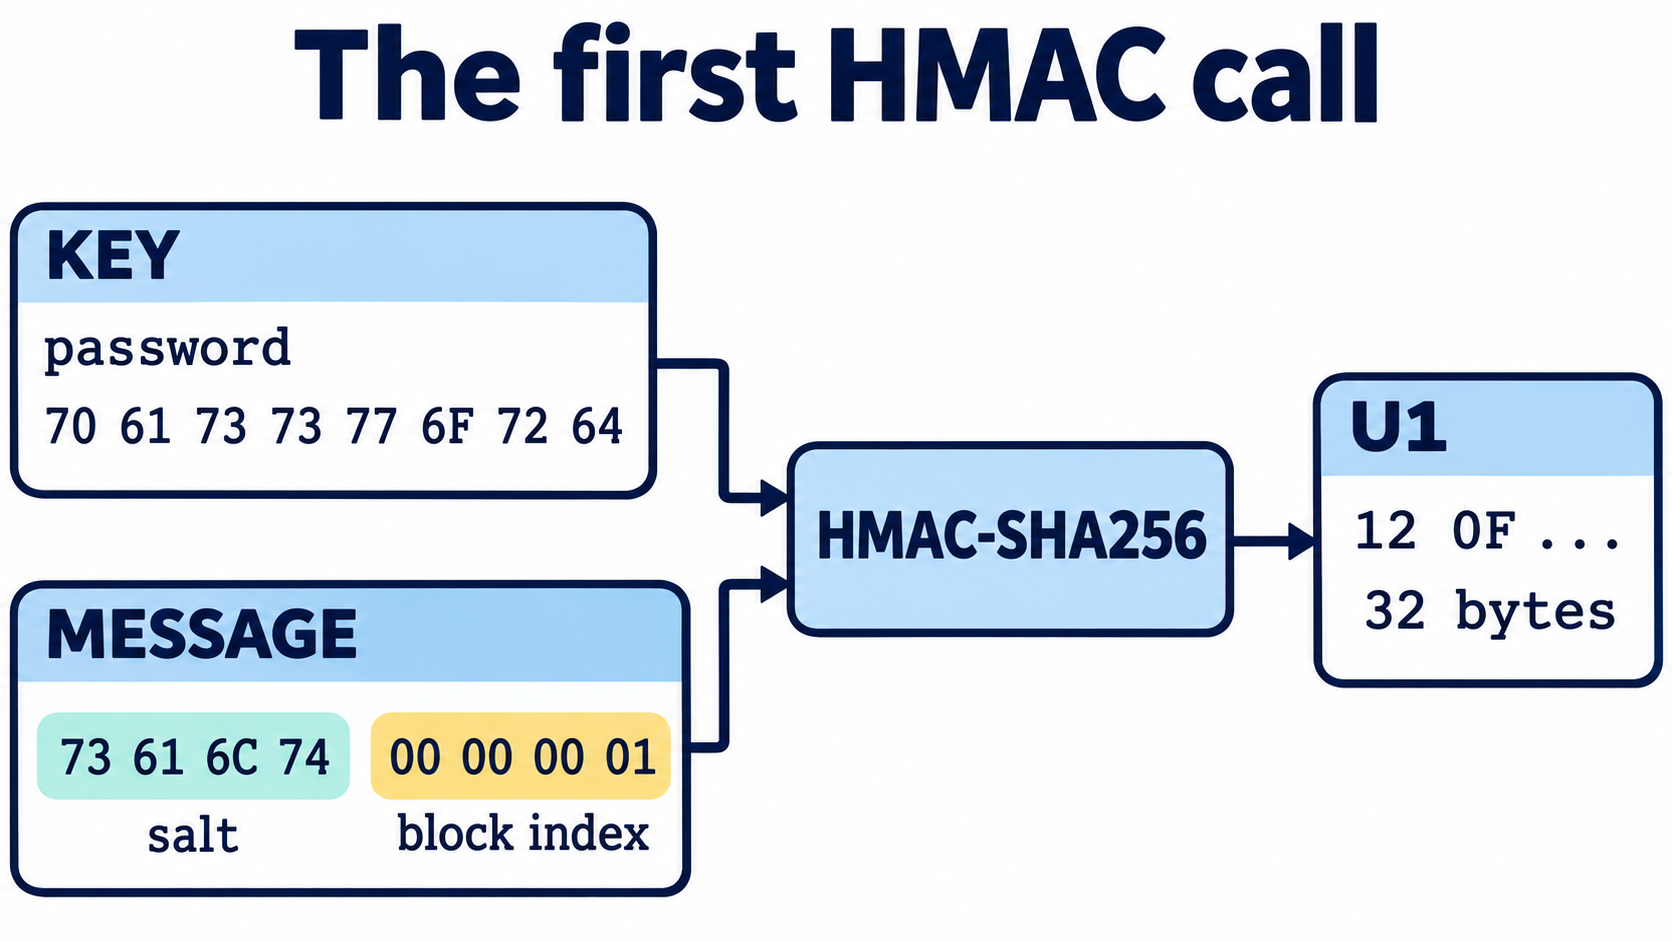 The first HMAC call
KEY
password
70 61 73 73 77 6F 72 64
MESSAGE
73 61 6C 74 00 00 00 01
salt block index
HMAC-SHA256
U1
12 0F ...
32 bytes